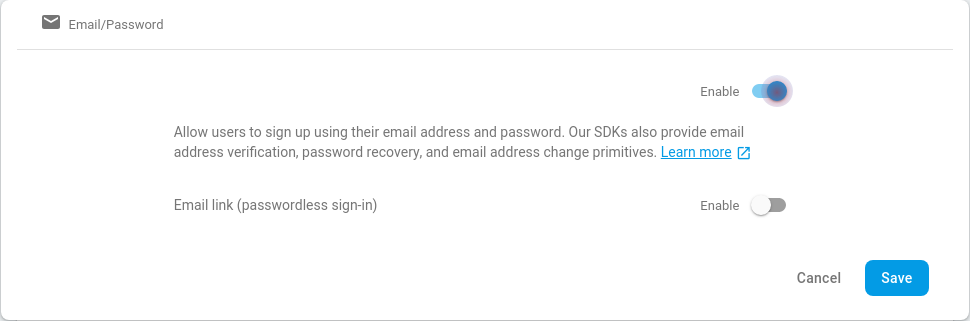 Email/Password
Enable
Allow users to sign up using their email address and password. Our SDKs also provide email
address verification, password recovery, and email address change primitives. Learn more
Email link (passwordless sign-in) Enable
Cancel Save